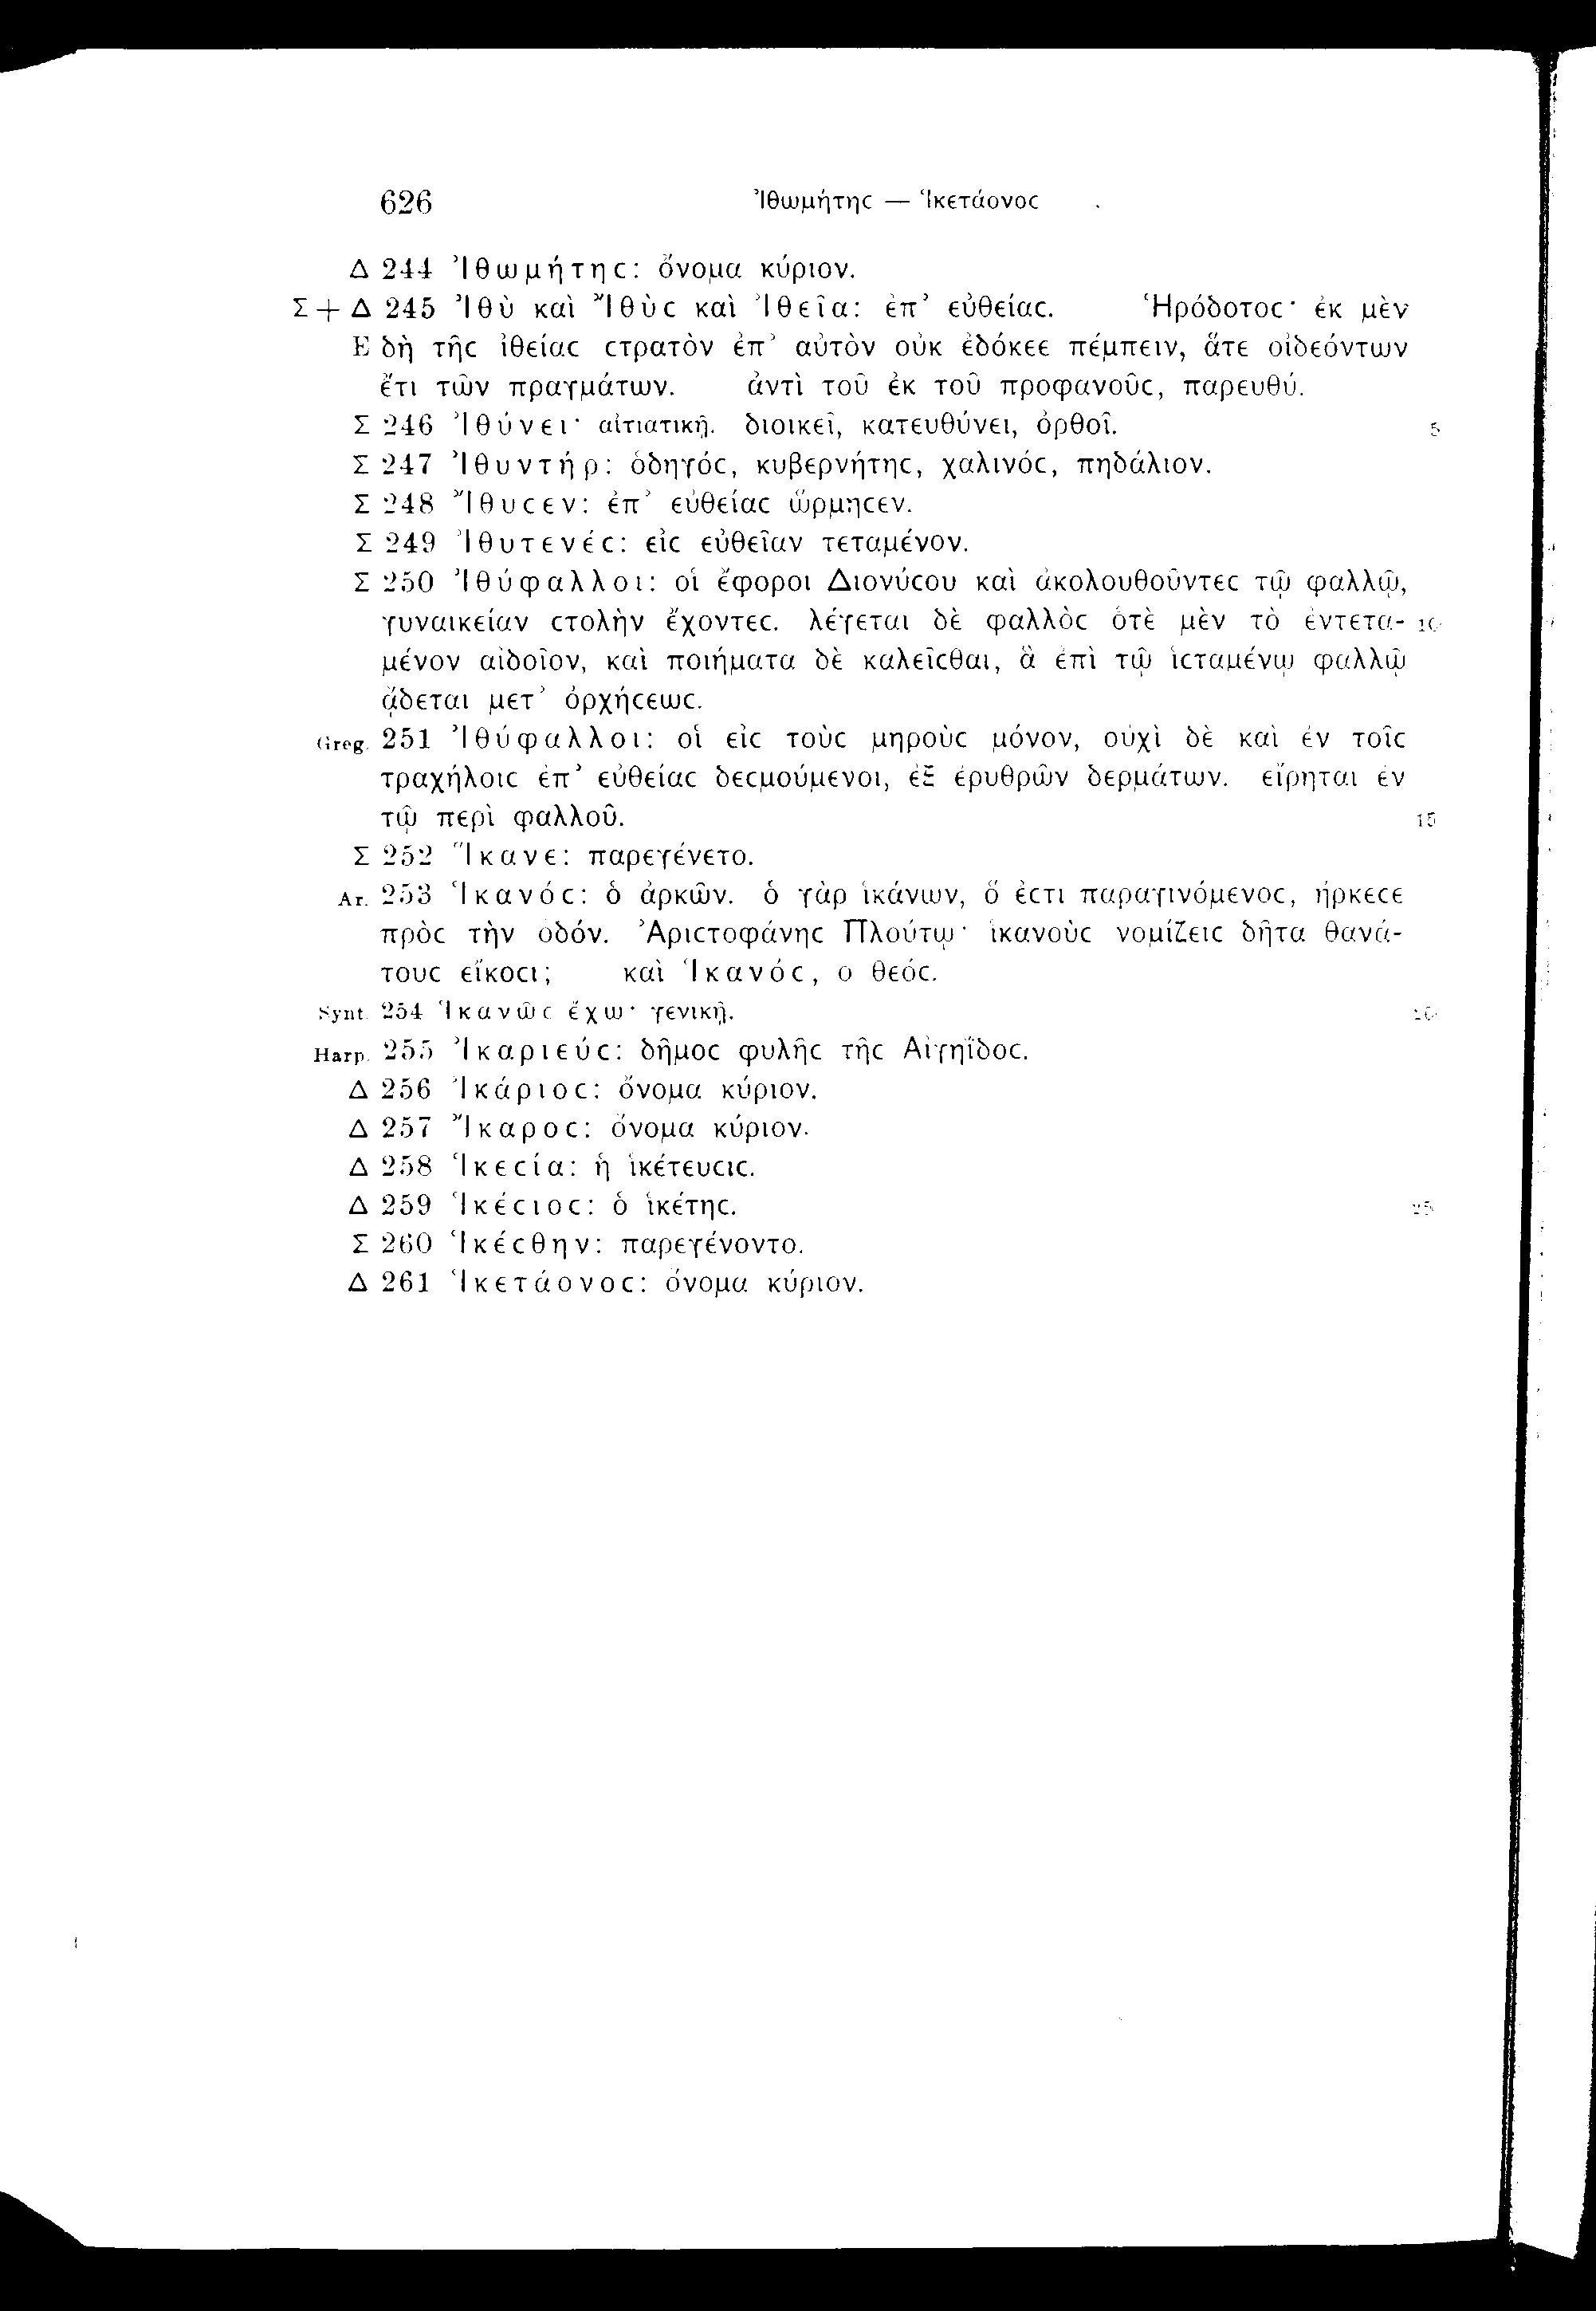 626 Ἰθωμήτηϲ — Ἱκετάονοϲ
Δ 244 Ἰθωμήτηϲ: ὄνομα κύριον.
Σ+Δ 245 Ἰθὺ καὶ Ἴθὺϲ καὶ Ἰθεῖα: ἐπ’ εὐθείαϲ. Ἡρόδοτοϲ· ἐκ μὲν
E δὴ τῆϲ ἰθείαϲ ϲτρατὸν ἐπ’ αὐτὸν οὐκ ἐδόκεε πέμπειν, ἅτε οἰδεόντων
ἔτι τῶν πραγμάτων. ἀντὶ τοῦ ἐκ τοῦ προφανοῦϲ, παρευθύ.
Σ 246 Ἰθύνει· αἰτιατικῇ. διοικεῖ, κατευθύνει, ὀρθοῖ. 5
Σ 247 Ἰθυντήρ: ὁδηγόϲ, κυβερνήτηϲ, χαλινόϲ, πηδάλιον.
Σ 248 Ἴθυϲεν: ἐπ’ εὐθείαϲ ὥρμηϲεν.
Σ 249 Ἰθυτενέϲ: εἰϲ εὐθεῖαν τεταμένον.
Σ 250 Ἰθύφαλλοι: οἱ ἔφοροι Διονύϲου καὶ ἀκολουθοῦντεϲ τῷ φαλλῷ,
γυναικείαν ϲτολὴν ἔχοντεϲ. λέγεται δὲ φαλλὸϲ ὁτὲ μὲν τὸ ἐντετα- 10
μένον αἰδοῖον, καὶ ποιήματα δὲ καλεῖϲθαι, ἃ ἐπὶ τῷ ἱϲταμένῳ φαλλῷ
ᾄδεται μετ’ ὀρχήϲεωϲ.
Greg. 251 Ἰθύφαλλοι: οἱ εἰϲ τοὺϲ μηροὺϲ μόνον, οὐχὶ δὲ καὶ ἐν τοῖϲ
τραχήλοιϲ ἐπ’ εὐθείαϲ δεϲμούμενοι, ἐξ ἐρυθρῶν δερμάτων. εἴρηται ἐν
τῷ περὶ φαλλοῦ. 15
Σ 252 Ἵκανε: παρεγένετο.
Ar. 253 Ἱκανόϲ: ὁ ἀρκῶν. ὁ γὰρ ἱκάνων, ὅ ἐϲτι παραγινόμενοϲ, ἤρκεϲε
πρὸϲ τὴν ὁδόν. Ἀριϲτοφάνηϲ Πλούτῳ· ἱκανοὺϲ νομίζειϲ δῆτα θανά-
τουϲ εἴκοϲι; καὶ Ἱκανόϲ, ὁ θεόϲ.
Synt. 254 Ἱκανῶϲ ἔχω· γενικῇ. 20
Harp. 255 Ἰκαριεύϲ: δῆμοϲ φυλῆϲ τῆϲ Αἰγηΐδοϲ.
Δ 256 Ἰκάριοϲ: ὄνομα κύριον.
Δ 257 Ἴκαροϲ: ὄνομα κύριον.
Δ 258 Ἱκεϲία: ἡ ἱκέτευϲιϲ.
Δ 259 Ἱκέϲιοϲ: ὁ ἱκέτηϲ. 25
Σ 260 Ἱκέϲθην: παρεγένοντο.
Δ 261 Ἱκετάονοϲ: ὄνομα κύριον.